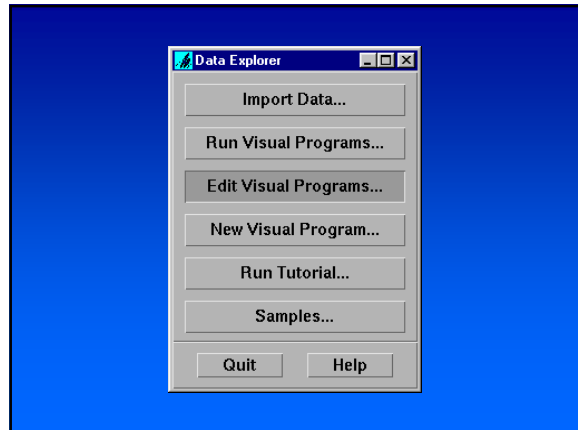 Data Explorer
Import Data...
Run Visual Programs...
Edit Visual Programs...
New Visual Program...
Run Tutorial...
Samples...
Quit Help